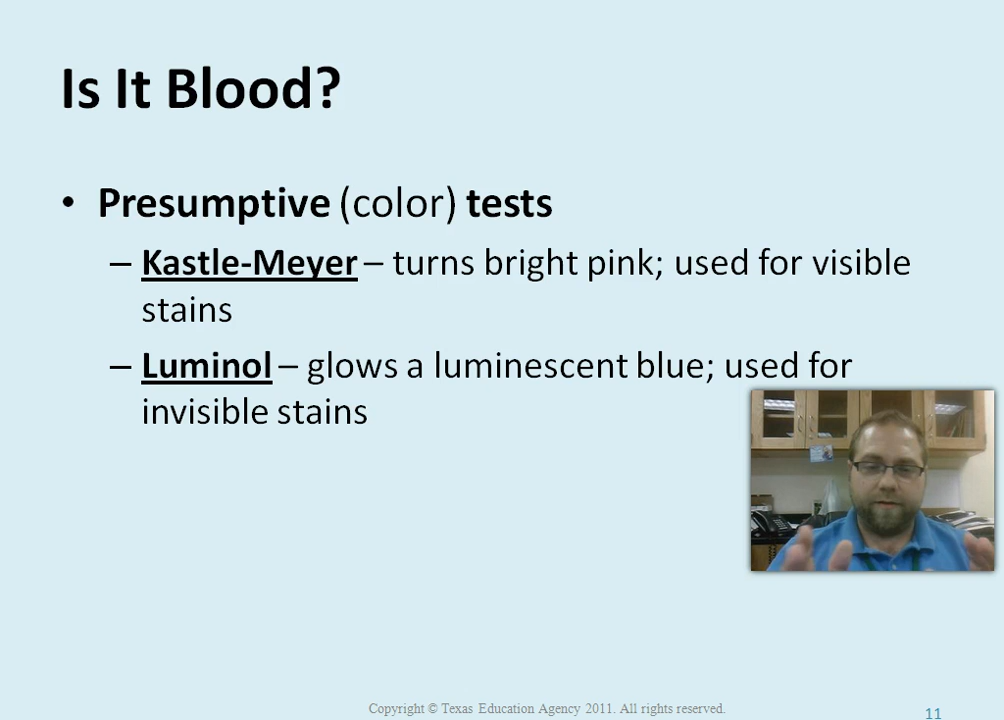 Is It Blood?
• Presumptive (color) tests
– Kastle-Meyer – turns bright pink; used for visible
stains
– Luminol – glows a luminescent blue; used for
invisible stains
Copyright © Texas Education Agency 2011. All rights reserved.
11